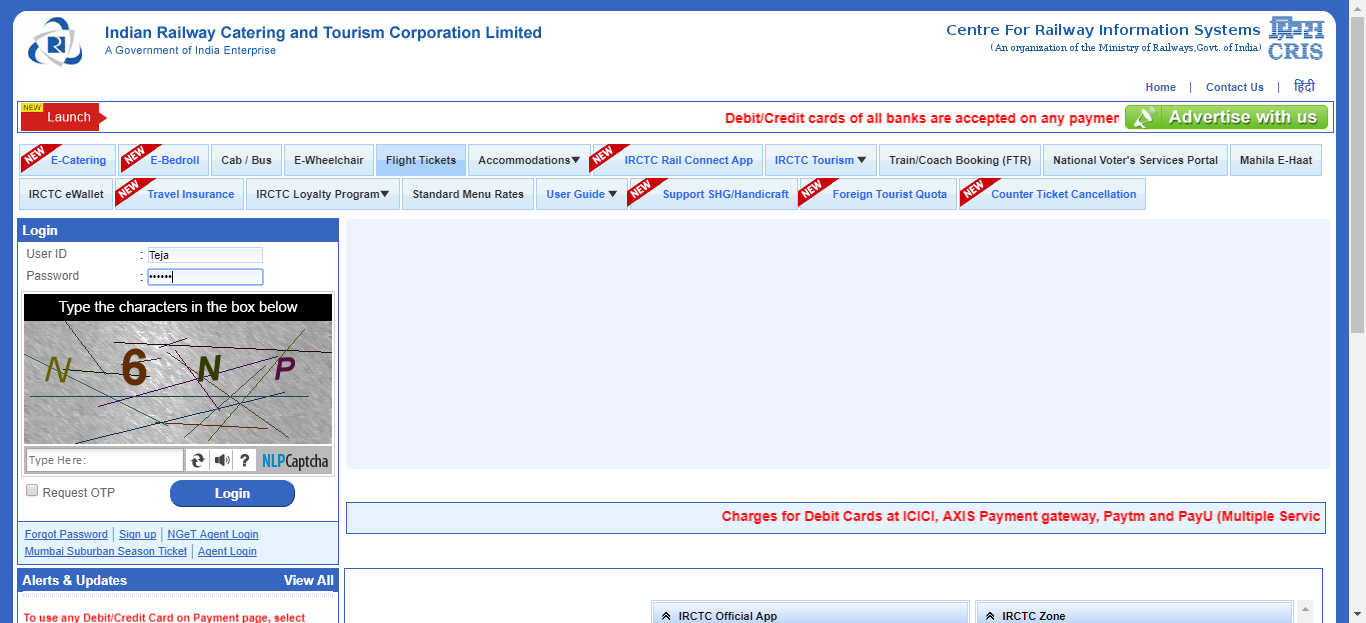 Indian Railway Catering and Tourism Corporation Limited
A Government of India Enterprise
Centre For Railway Information Systems
(An organization of the Ministry of Railways,Govt. of India)
CRIS
Home | Contact Us | हिंदी
NEW
Launch
Debit/Credit cards of all banks are accepted on any paymen
Advertise with us
NEW E-Catering NEW E-Bedroll Cab / Bus E-Wheelchair Flight Tickets Accommodations▼ NEW IRCTC Rail Connect App IRCTC Tourism ▼ Train/Coach Booking (FTR) National Voter's Services Portal Mahila E-Haat
IRCTC eWallet NEW Travel Insurance IRCTC Loyalty Program▼ Standard Menu Rates User Guide ▼ NEW Support SHG/Handicraft NEW Foreign Tourist Quota NEW Counter Ticket Cancellation
Login
User ID : Teja
Password : ••••••
Type the characters in the box below
N 6 N P
Type Here: ? NLPCaptcha
Request OTP Login
Forgot Password | Sign up | NGeT Agent Login
Mumbai Suburban Season Ticket | Agent Login
Charges for Debit Cards at ICICI, AXIS Payment gateway, Paytm and PayU (Multiple Servic
Alerts & Updates View All
To use any Debit/Credit Card on Payment page, select
IRCTC Official App
IRCTC Zone